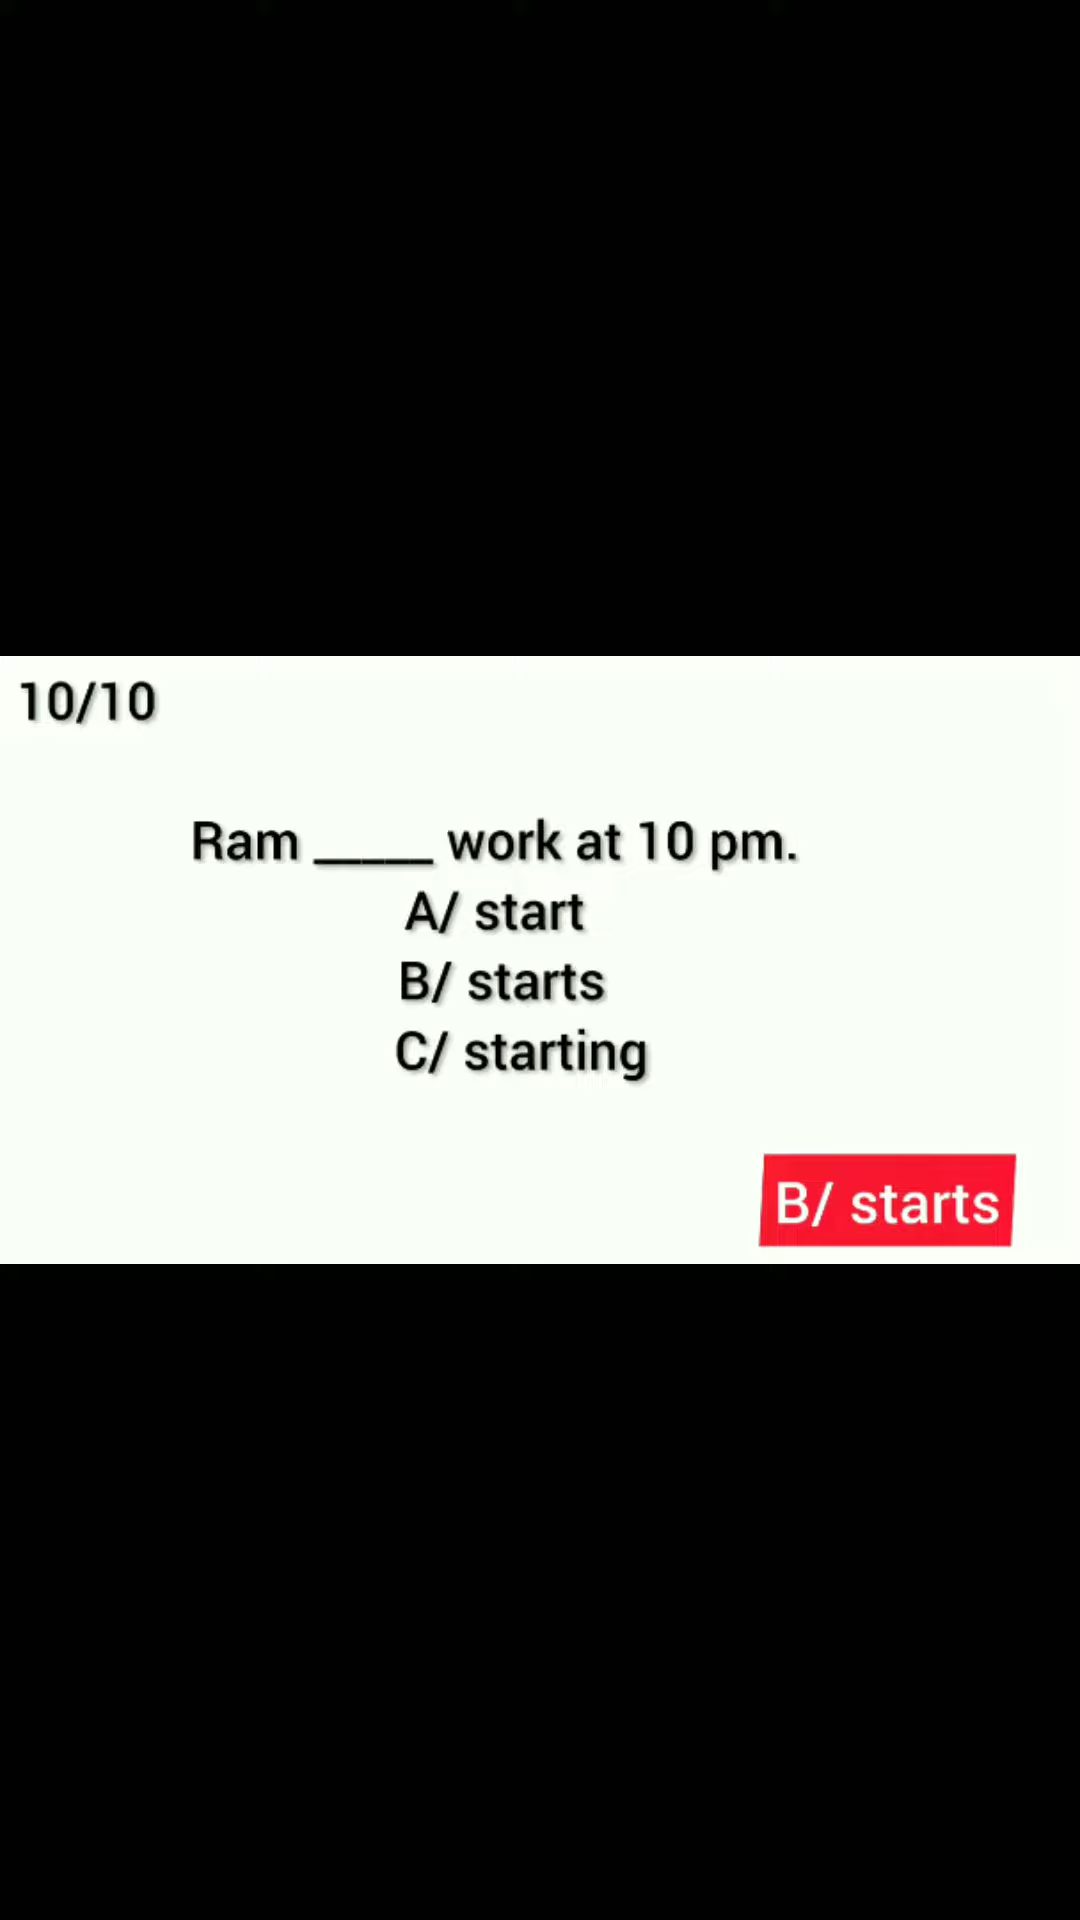 10/10
Ram _____ work at 10 pm.
A/ start
B/ starts
C/ starting
B/ starts